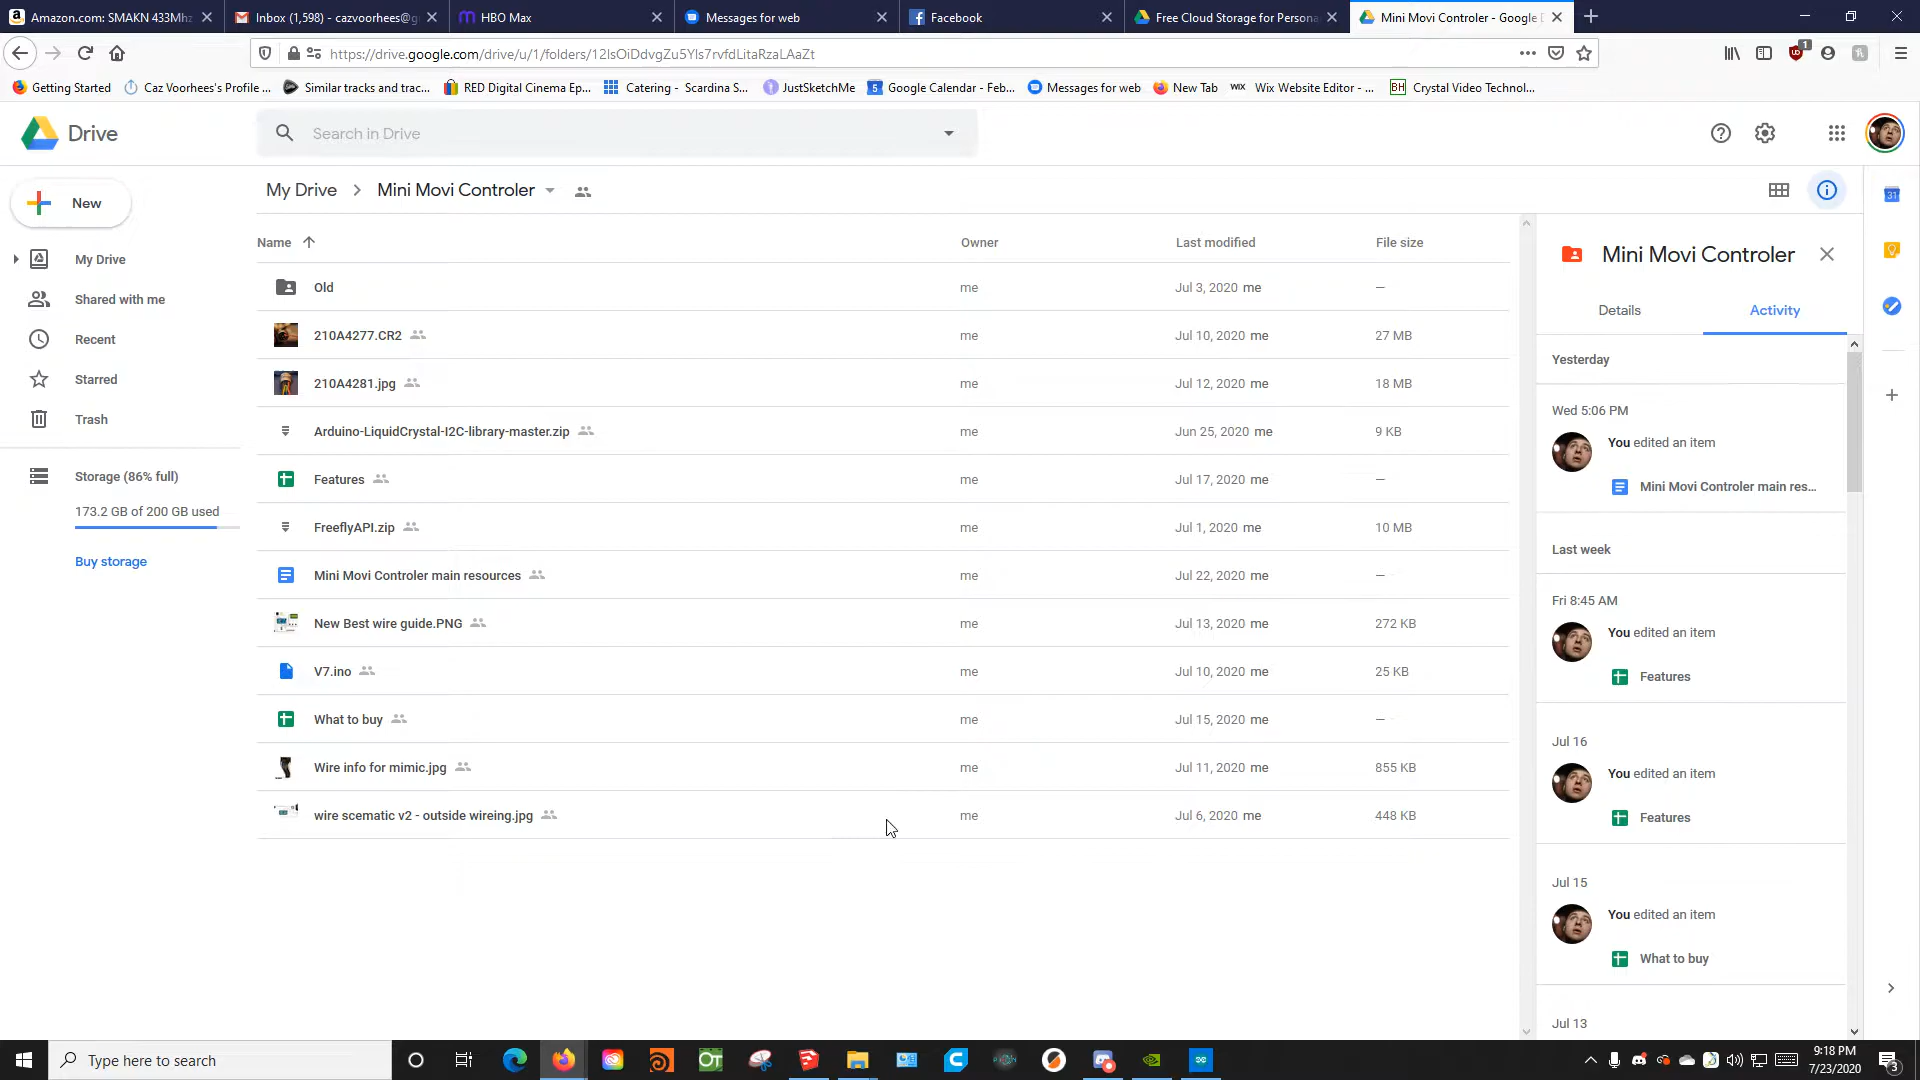 Amazon.com: SMAKN 433Mhz
Inbox (1,598) - cazvoorhees@g
HBO Max
Messages for web
Facebook
Free Cloud Storage for Persona
Mini Movi Controler - Google D
https://drive.google.com/drive/u/1/folders/12lsOiDdvgZu5Yls7rvfdLitaRzaLAaZt
1
Getting Started
Caz Voorhees's Profile ...
Similar tracks and trac...
RED Digital Cinema Ep...
Catering - Scardina S...
JustSketchMe
Google Calendar - Feb...
Messages for web
New Tab
WIX Wix Website Editor - ...
BH Crystal Video Technol...
Drive
Search in Drive
New
My Drive
Shared with me
Recent
Starred
Trash
Storage (86% full)
173.2 GB of 200 GB used
Buy storage
My Drive > Mini Movi Controler
Name Owner Last modified File size
Old me Jul 3, 2020 me —
210A4277.CR2 me Jul 10, 2020 me 27 MB
210A4281.jpg me Jul 12, 2020 me 18 MB
Arduino-LiquidCrystal-I2C-library-master.zip me Jun 25, 2020 me 9 KB
Features me Jul 17, 2020 me —
FreeflyAPI.zip me Jul 1, 2020 me 10 MB
Mini Movi Controler main resources me Jul 22, 2020 me —
New Best wire guide.PNG me Jul 13, 2020 me 272 KB
V7.ino me Jul 10, 2020 me 25 KB
What to buy me Jul 15, 2020 me —
Wire info for mimic.jpg me Jul 11, 2020 me 855 KB
wire scematic v2 - outside wireing.jpg me Jul 6, 2020 me 448 KB
Mini Movi Controler
Details Activity
Yesterday
Wed 5:06 PM
You edited an item
Mini Movi Controler main res...
Last week
Fri 8:45 AM
You edited an item
Features
Jul 16
You edited an item
Features
Jul 15
You edited an item
What to buy
Jul 13
31
Type here to search
OT
9:18 PM
7/23/2020
3